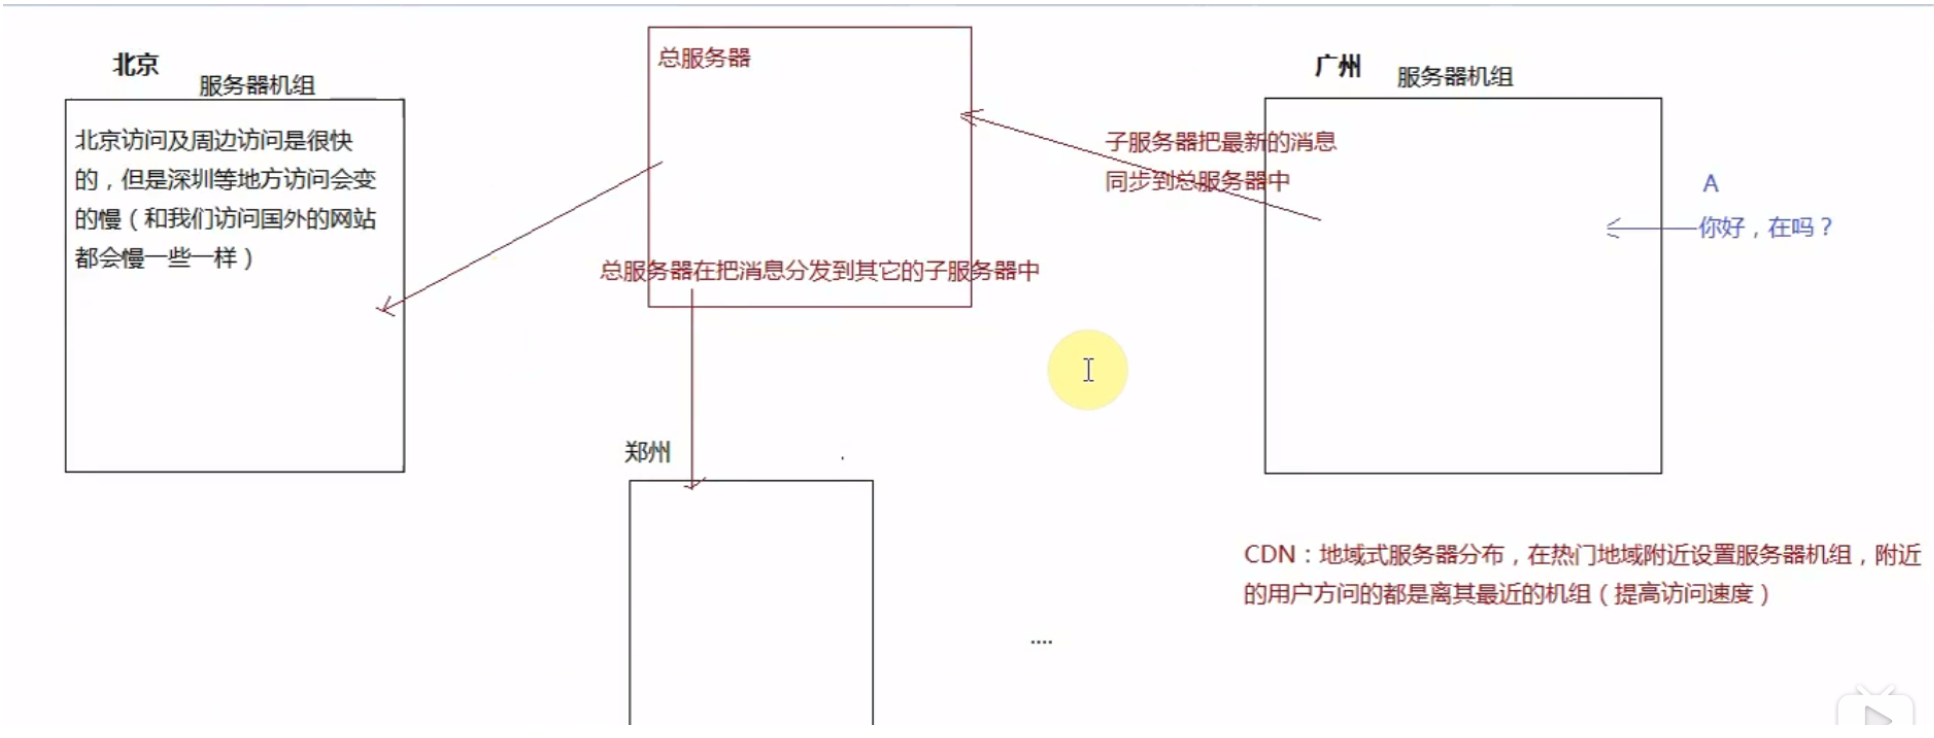 北京
服务器机组
北京访问及周边访问是很快
的，但是深圳等地方访问会变
的慢（和我们访问国外的网站
都会慢一些一样）
总服务器
总服务器在把消息分发到其它的子服务器中
郑州
广州
服务器机组
子服务器把最新的消息
同步到总服务器中
A
你好，在吗？
CDN：地域式服务器分布，在热门地域附近设置服务器机组，附近
的用户方问的都是离其最近的机组（提高访问速度）
....